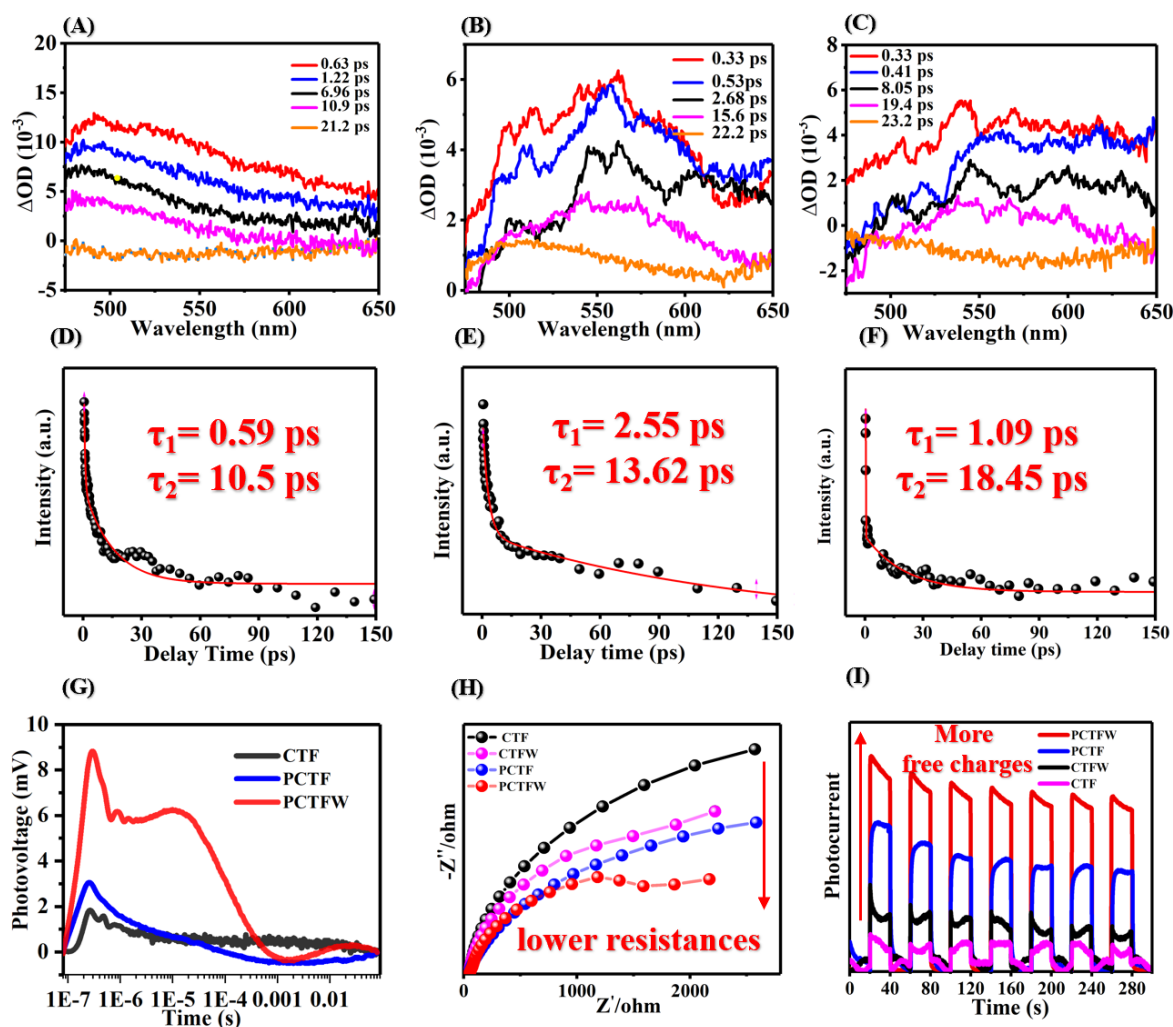 (A)
20
15
10
5
0
-5
ΔOD (10⁻³)
0.63 ps
1.22 ps
6.96 ps
10.9 ps
21.2 ps
500 550 600 650
Wavelength (nm)
(B)
6
4
2
0
ΔOD (10⁻³)
0.33 ps
0.53ps
2.68 ps
15.6 ps
22.2 ps
500 550 600 650
Wavelength (nm)
(C)
8
6
4
2
0
-2
ΔOD (10⁻³)
0.33 ps
0.41 ps
8.05 ps
19.4 ps
23.2 ps
500 550 600 650
Wavelength (nm)
(D)
Intensity (a.u.)
τ₁= 0.59 ps
τ₂= 10.5 ps
0 30 60 90 120 150
Delay Time (ps)
(E)
Intensity (a.u.)
τ₁= 2.55 ps
τ₂= 13.62 ps
0 30 60 90 120 150
Delay time (ps)
(F)
Intensity (a.u.)
τ₁= 1.09 ps
τ₂= 18.45 ps
0 30 60 90 120 150
Delay time (ps)
(G)
10
8
6
4
2
0
Photovoltage (mV)
CTF
PCTF
PCTFW
1E-7 1E-6 1E-5 1E-4 0.001 0.01
Time (s)
(H)
-Z''/ohm
CTF
CTFW
PCTF
PCTFW
lower resistances
0 1000 2000
Z'/ohm
(I)
Photocurrent
More
free charges
PCTFW
PCTF
CTFW
CTF
0 40 80 120 160 200 240 280
Time (s)